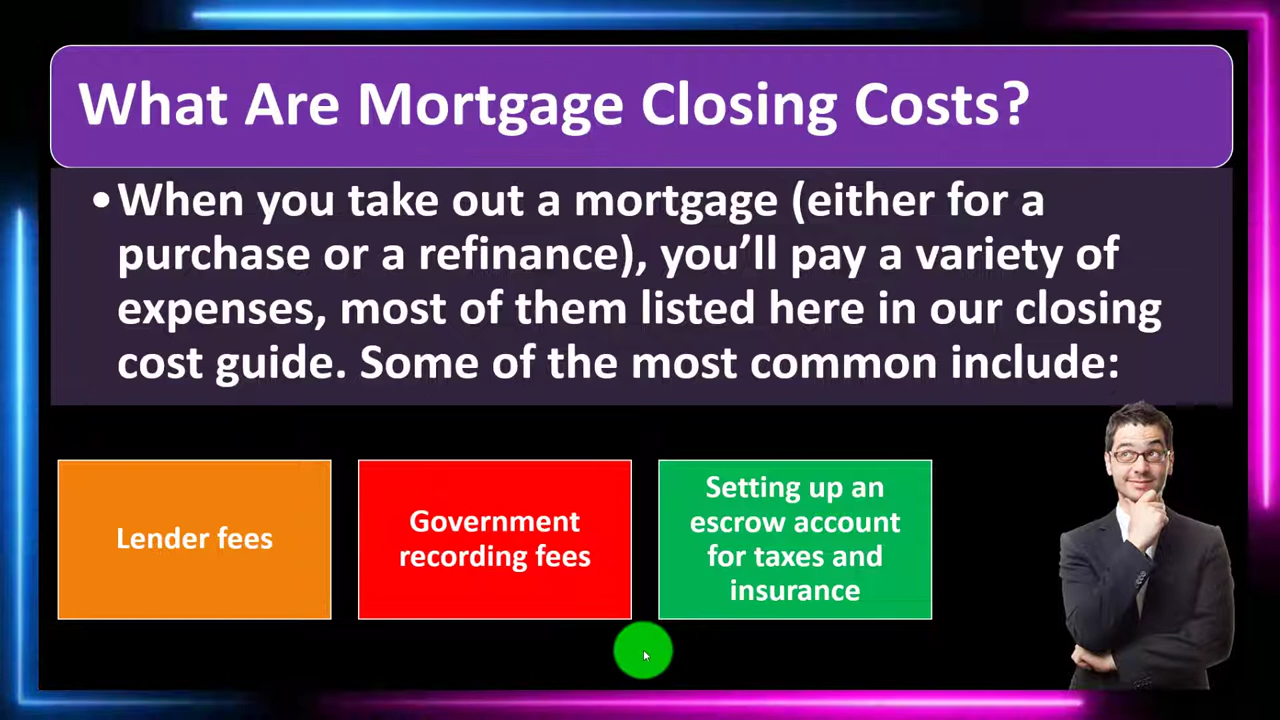 What Are Mortgage Closing Costs?
•When you take out a mortgage (either for a
purchase or a refinance), you’ll pay a variety of
expenses, most of them listed here in our closing
cost guide. Some of the most common include:
Lender fees
Government
recording fees
Setting up an
escrow account
for taxes and
insurance